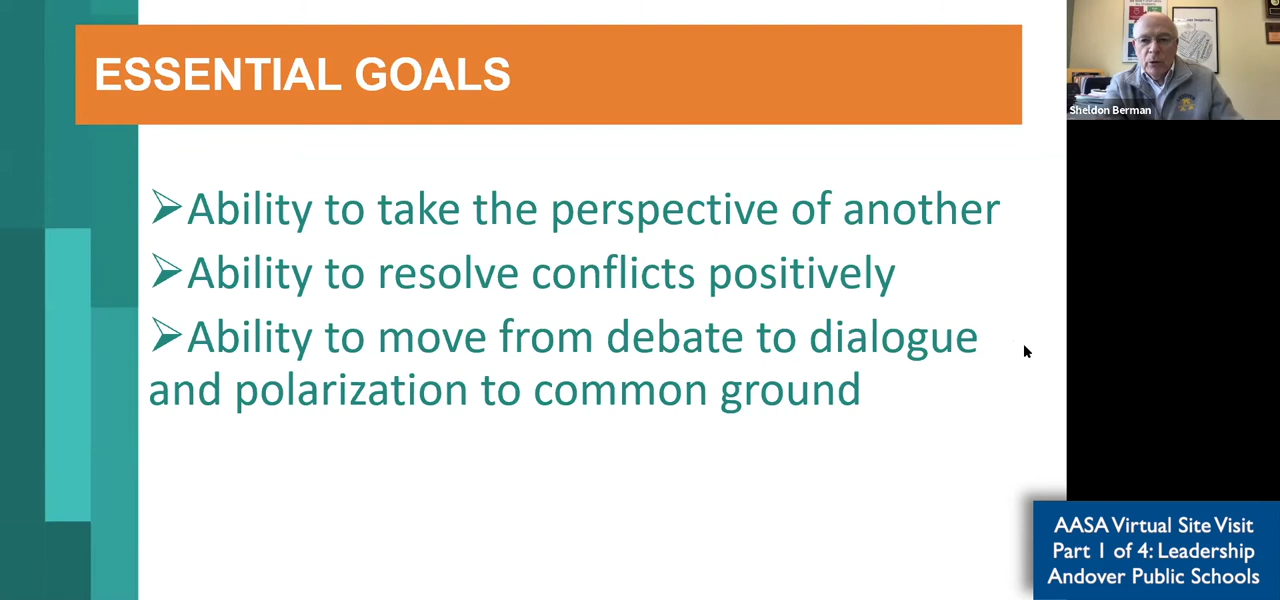 ESSENTIAL GOALS
➢Ability to take the perspective of another
➢Ability to resolve conflicts positively
➢Ability to move from debate to dialogue
and polarization to common ground
Sheldon Berman
AASA Virtual Site Visit
Part 1 of 4: Leadership
Andover Public Schools